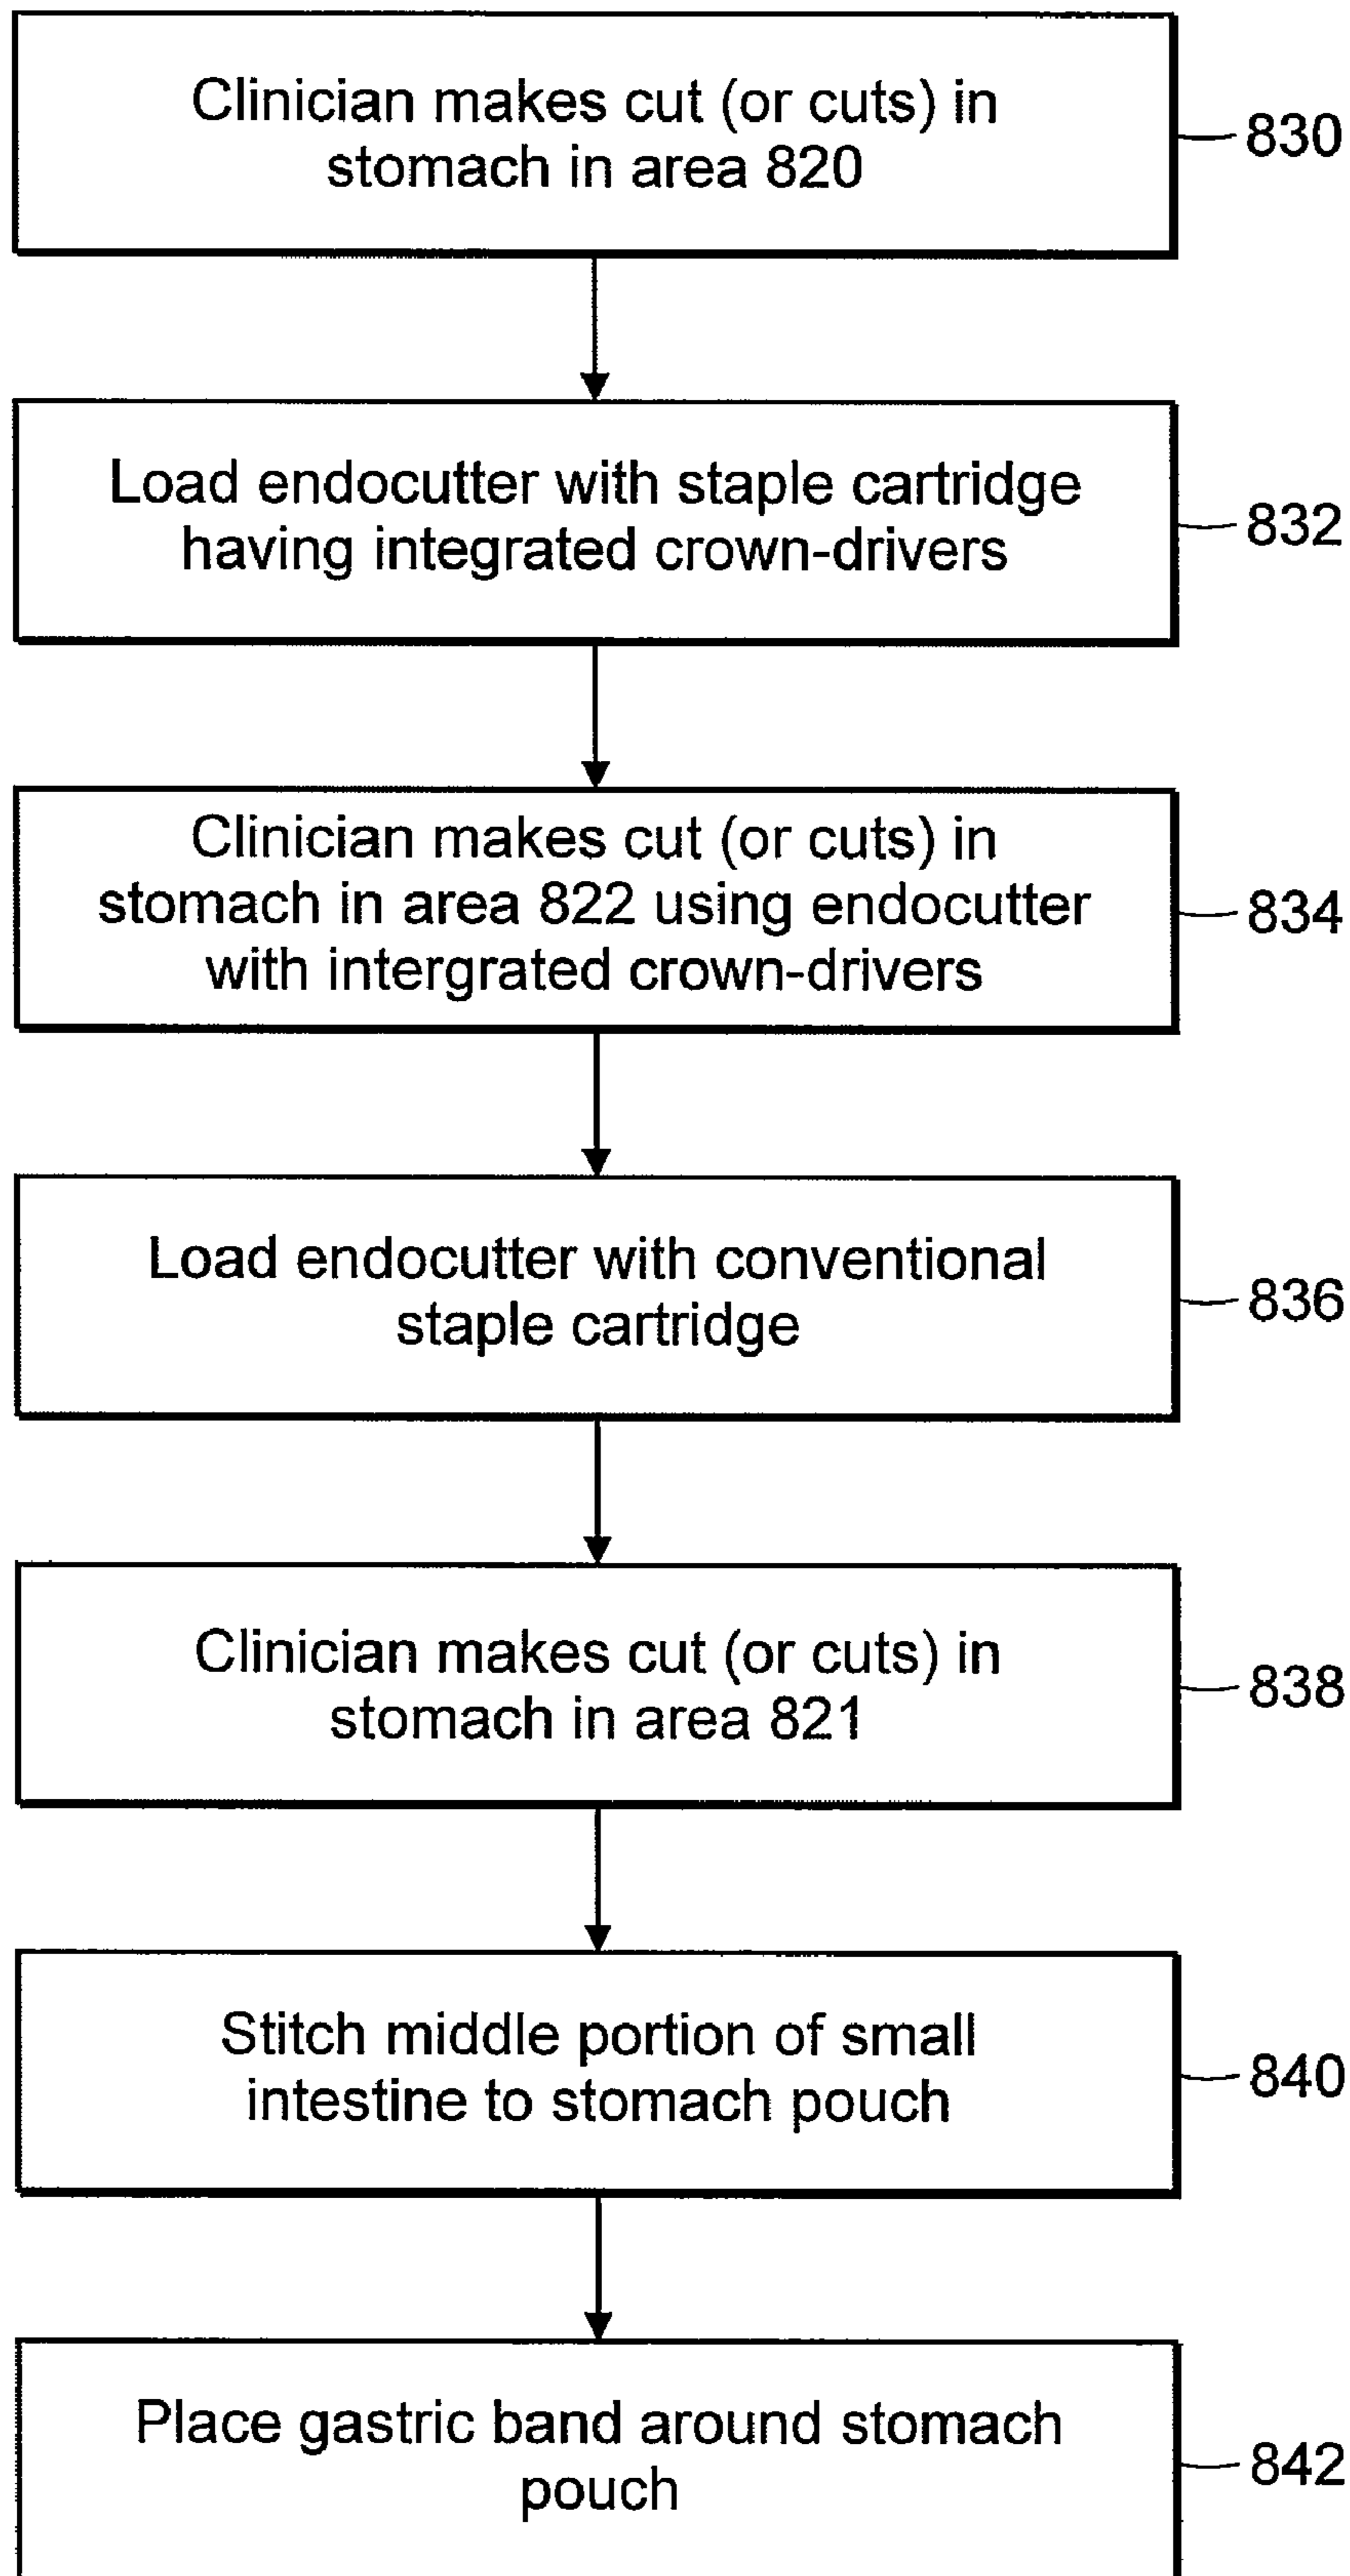 Clinician makes cut (or cuts) in
stomach in area 820
830
Load endocutter with staple cartridge
having integrated crown-drivers
832
Clinician makes cut (or cuts) in
stomach in area 822 using endocutter
with intergrated crown-drivers
834
Load endocutter with conventional
staple cartridge
836
Clinician makes cut (or cuts) in
stomach in area 821
838
Stitch middle portion of small
intestine to stomach pouch
840
Place gastric band around stomach
pouch
842